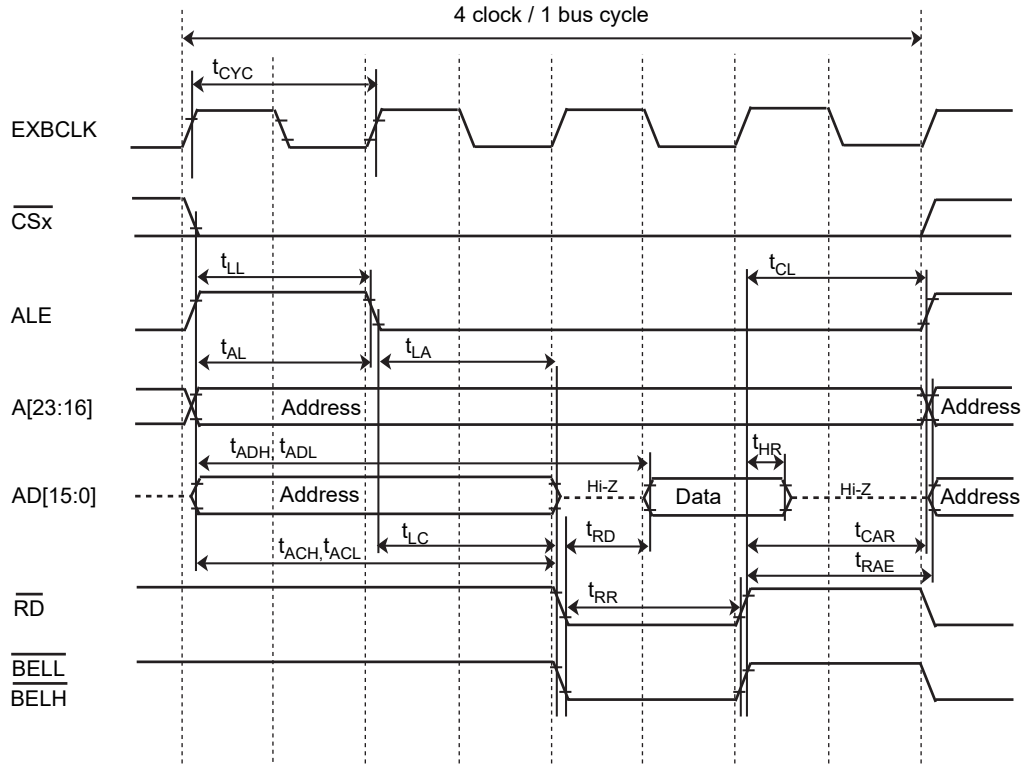 4 clock / 1 bus cycle
tCYC
EXBCLK
CSx
tLL
tCL
ALE
tAL
tLA
A[23:16]
Address
Address
tADH, tADL
tHR
AD[15:0]
Address
Hi-Z
Data
Hi-Z
Address
tLC
tRD
tCAR
tACH,tACL
tRAE
RD
tRR
BELL
BELH